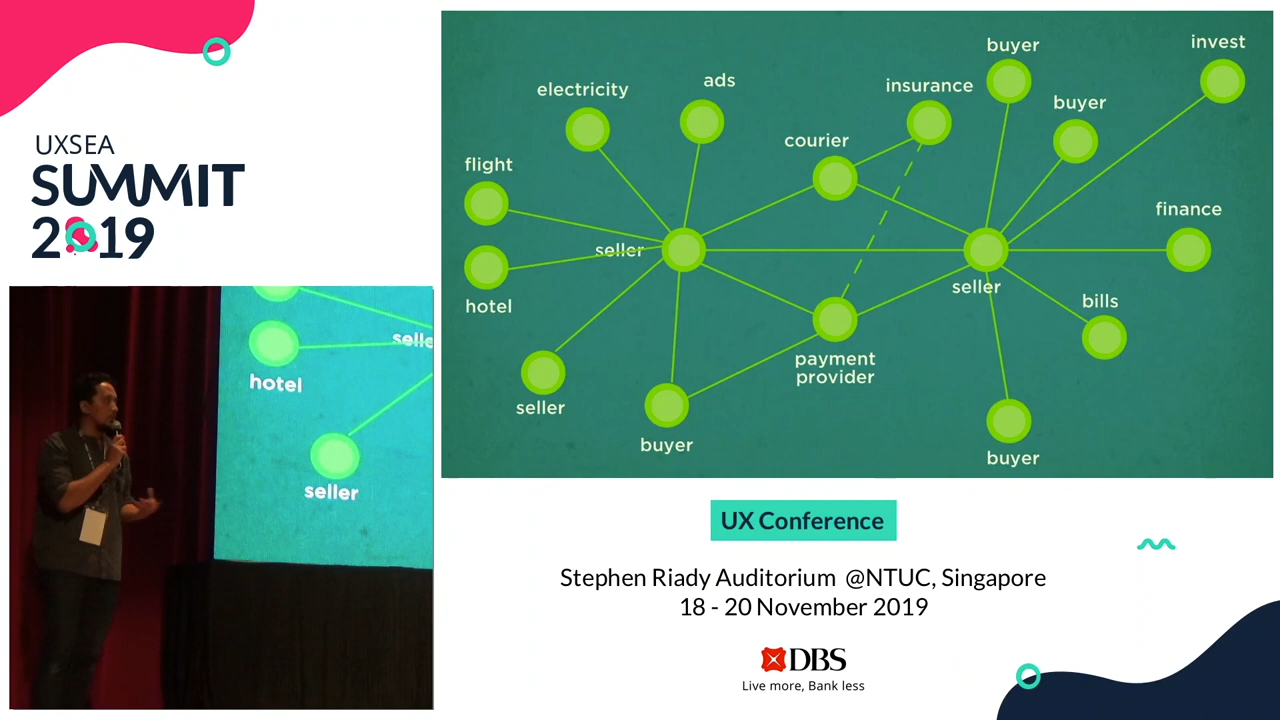 UXSEA
SUMMIT
2019
buyer
invest
ads
electricity
insurance
buyer
courier
flight
finance
seller
seller
hotel
bills
payment
provider
seller
buyer
buyer
selle
hotel
seller
UX Conference
Stephen Riady Auditorium @NTUC, Singapore
18 - 20 November 2019
DBS
Live more, Bank less